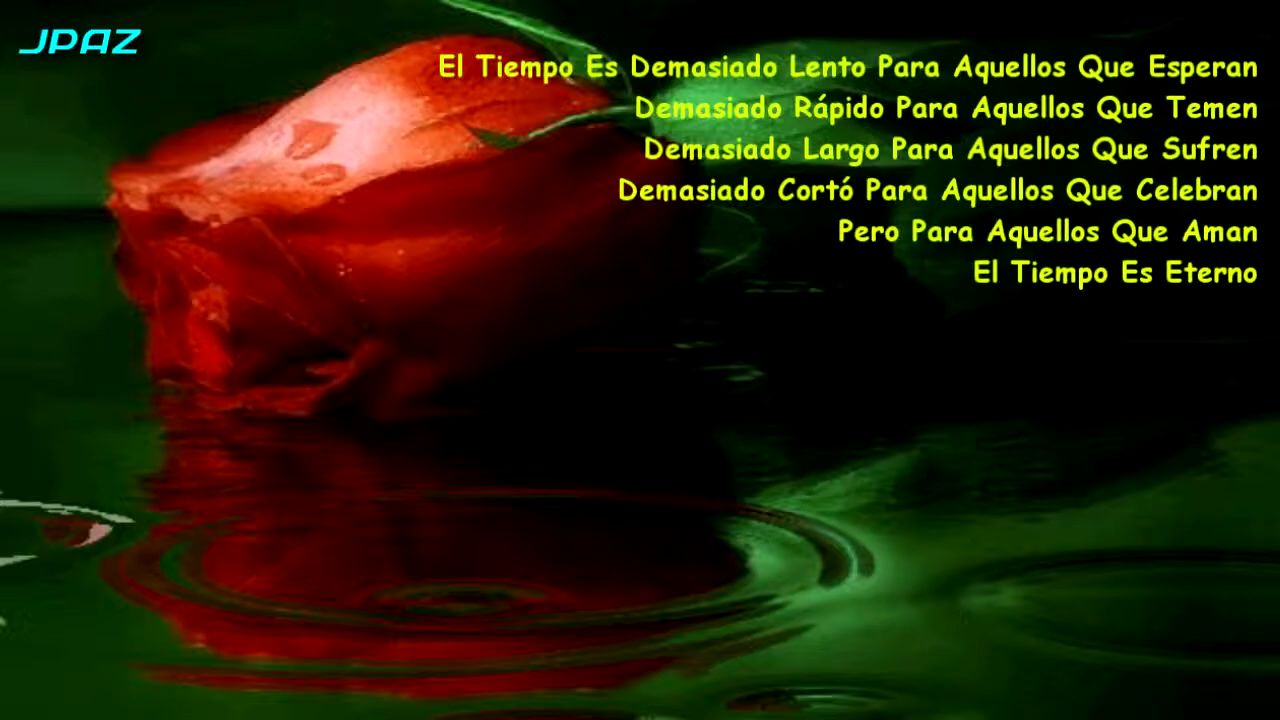 JPAZ
El Tiempo Es Demasiado Lento Para Aquellos Que Esperan
Demasiado Rápido Para Aquellos Que Temen
Demasiado Largo Para Aquellos Que Sufren
Demasiado Cortó Para Aquellos Que Celebran
Pero Para Aquellos Que Aman
El Tiempo Es Eterno